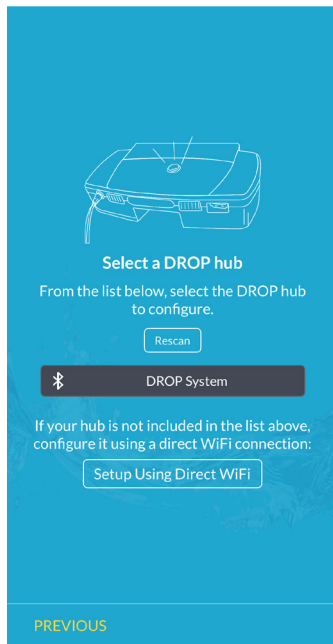 Select a DROP hub
From the list below, select the DROP hub
to configure.
Rescan
DROP System
If your hub is not included in the list above,
configure it using a direct WiFi connection:
Setup Using Direct WiFi
PREVIOUS